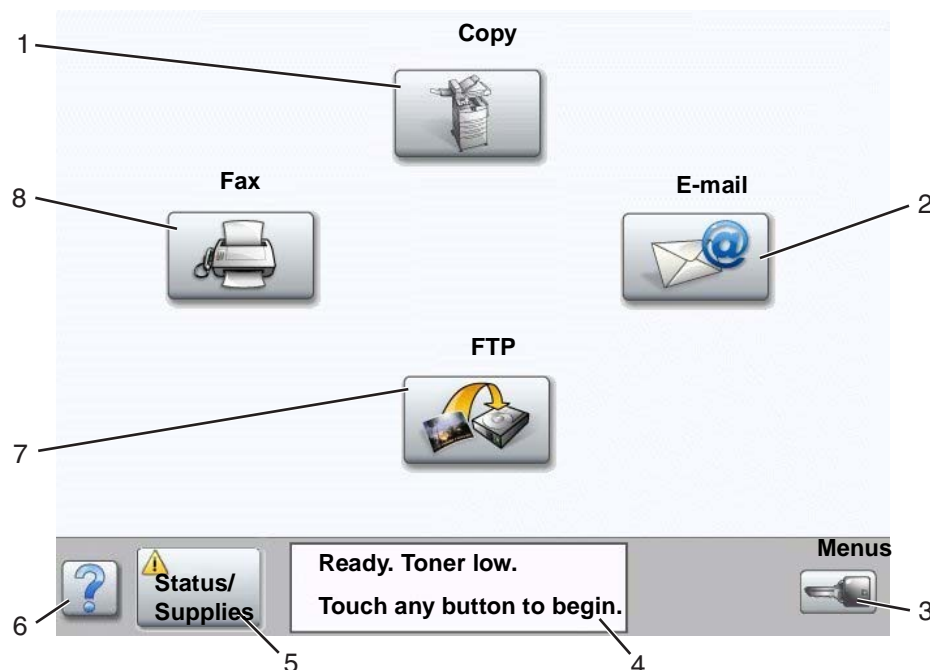 Copy
1
Fax
E-mail
8
2
FTP
7
Menus
Ready. Toner low.
Status/
Supplies
Touch any button to begin.
6
3
5
4